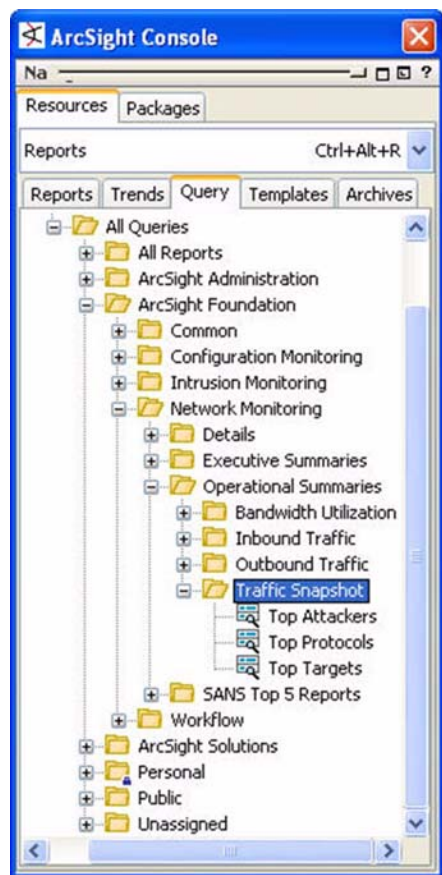 ArcSight Console
Na
?
Resources Packages
Reports Ctrl+Alt+R
Reports Trends Query Templates Archives
All Queries
All Reports
ArcSight Administration
ArcSight Foundation
Common
Configuration Monitoring
Intrusion Monitoring
Network Monitoring
Details
Executive Summaries
Operational Summaries
Bandwidth Utilization
Inbound Traffic
Outbound Traffic
Traffic Snapshot
Top Attackers
Top Protocols
Top Targets
SANS Top 5 Reports
Workflow
ArcSight Solutions
Personal
Public
Unassigned